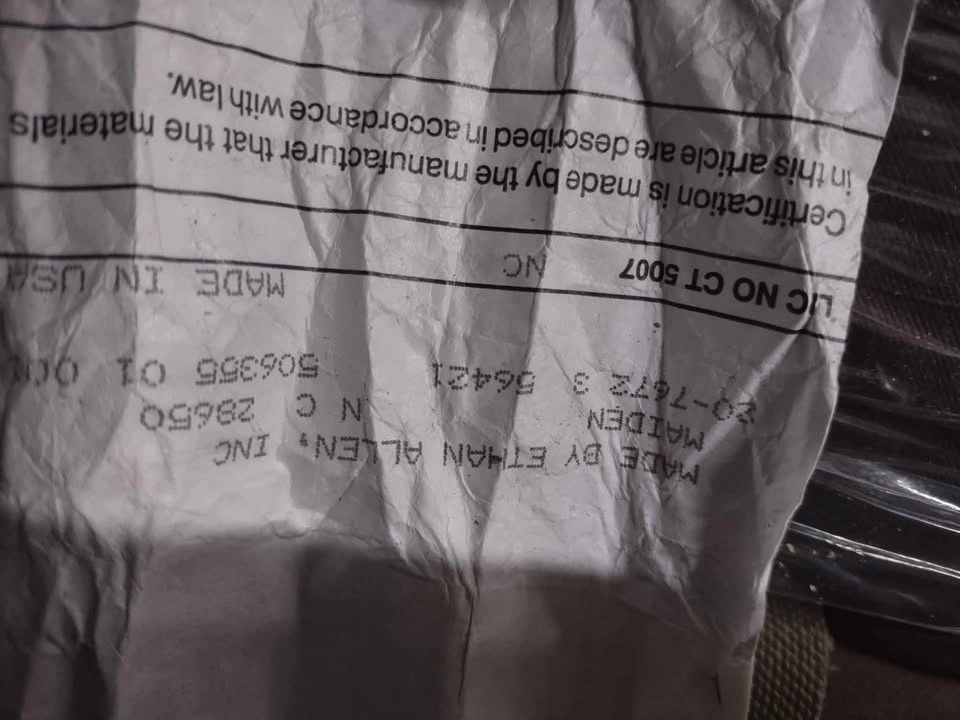 MADE BY ETHAN ALLEN, INC
MAIDEN N C 28650
20-7672 3 56421 506355 01
MADE IN USA
LIC NO CT 5007 NC
Certification is made by the manufacturer that the materials
in this article are described in accordance with law.